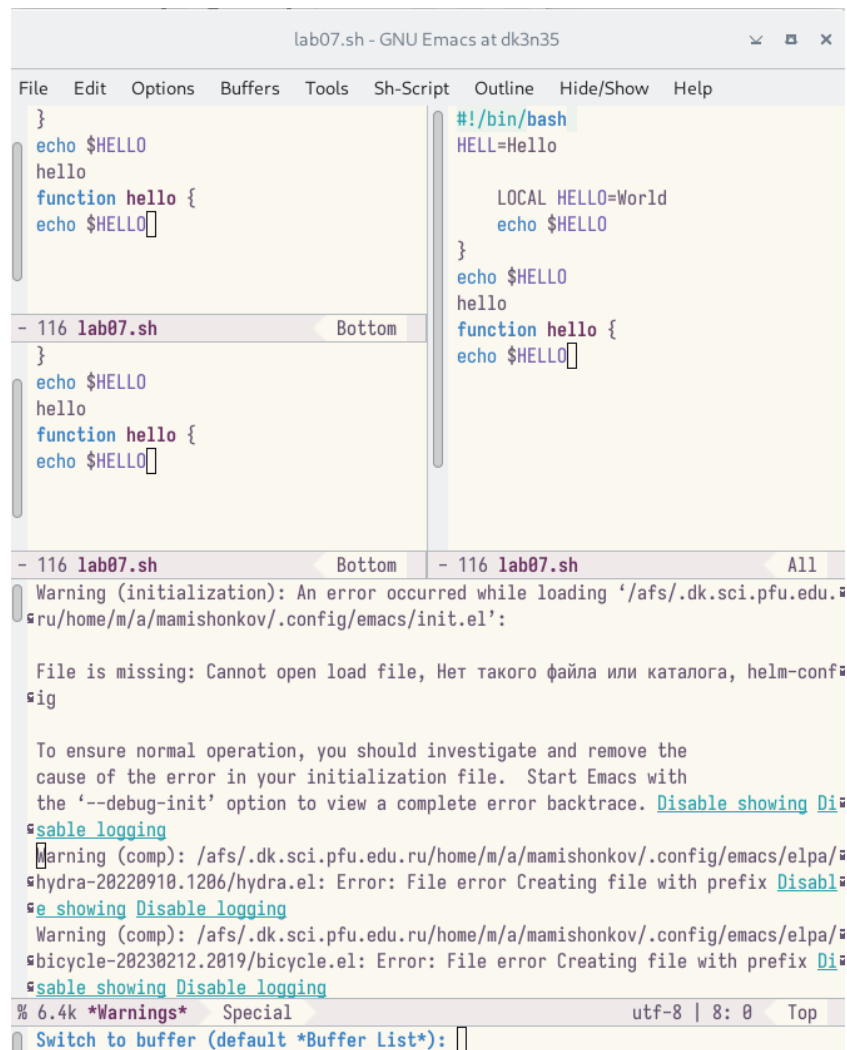 lab07.sh - GNU Emacs at dk3n35
File Edit Options Buffers Tools Sh-Script Outline Hide/Show Help
}
echo $HELLO
hello
function hello {
echo $HELLO
- 116 lab07.sh Bottom
}
echo $HELLO
hello
function hello {
echo $HELLO
- 116 lab07.sh Bottom
#!/bin/bash
HELL=Hello
LOCAL HELLO=World
echo $HELLO
}
echo $HELLO
hello
function hello {
echo $HELLO
- 116 lab07.sh All
Warning (initialization): An error occurred while loading ‘/afs/.dk.sci.pfu.edu.
ru/home/m/a/mamishonkov/.config/emacs/init.el’:
File is missing: Cannot open load file, Нет такого файла или каталога, helm-conf
ig
To ensure normal operation, you should investigate and remove the
cause of the error in your initialization file. Start Emacs with
the ‘--debug-init’ option to view a complete error backtrace. Disable showing Di
sable logging
Warning (comp): /afs/.dk.sci.pfu.edu.ru/home/m/a/mamishonkov/.config/emacs/elpa/
hydra-20220910.1206/hydra.el: Error: File error Creating file with prefix Disabl
e showing Disable logging
Warning (comp): /afs/.dk.sci.pfu.edu.ru/home/m/a/mamishonkov/.config/emacs/elpa/
bicycle-20230212.2019/bicycle.el: Error: File error Creating file with prefix Di
sable showing Disable logging
% 6.4k *Warnings* Special utf-8 | 8: 0 Top
Switch to buffer (default *Buffer List*):